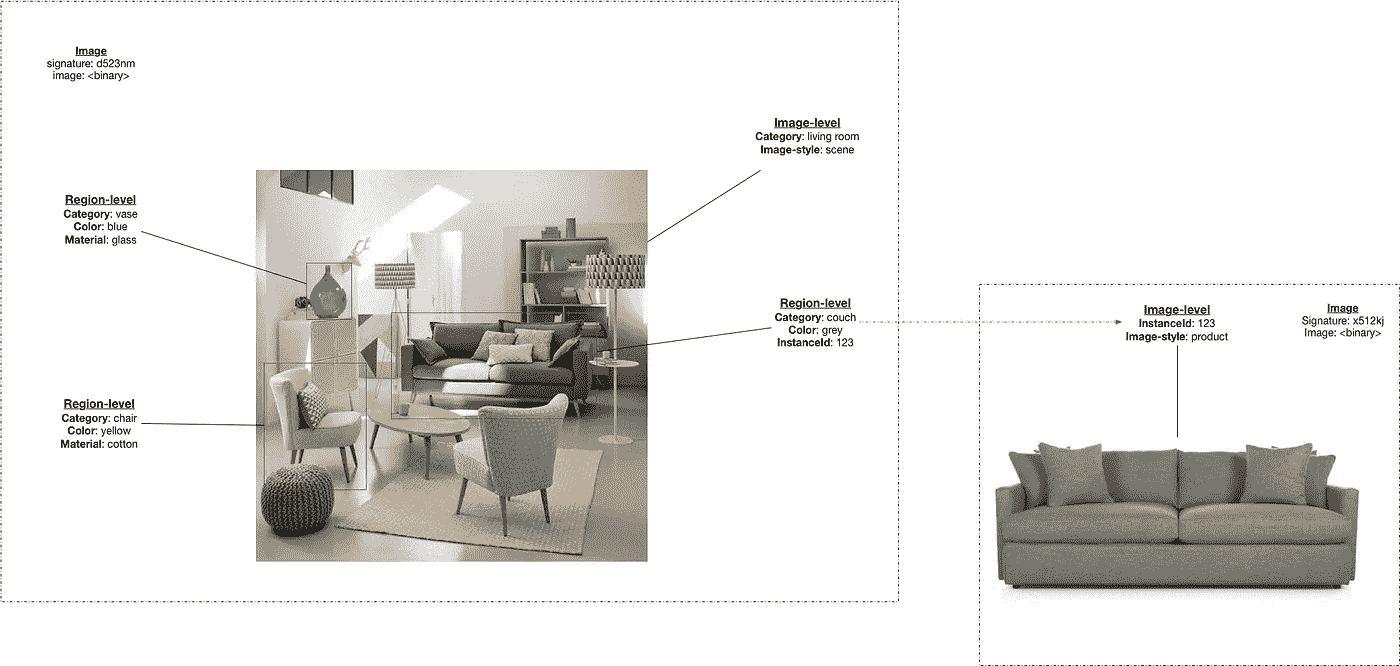 Image
signature: d523nm
image: <binary>
Image-level
Category: living room
Image-style: scene
Region-level
Category: vase
Color: blue
Material: glass
Region-level
Category: couch
Color: grey
InstanceId: 123
Region-level
Category: chair
Color: yellow
Material: cotton
Image-level
InstanceId: 123
Image-style: product
Image
Signature: x512kj
Image: <binary>